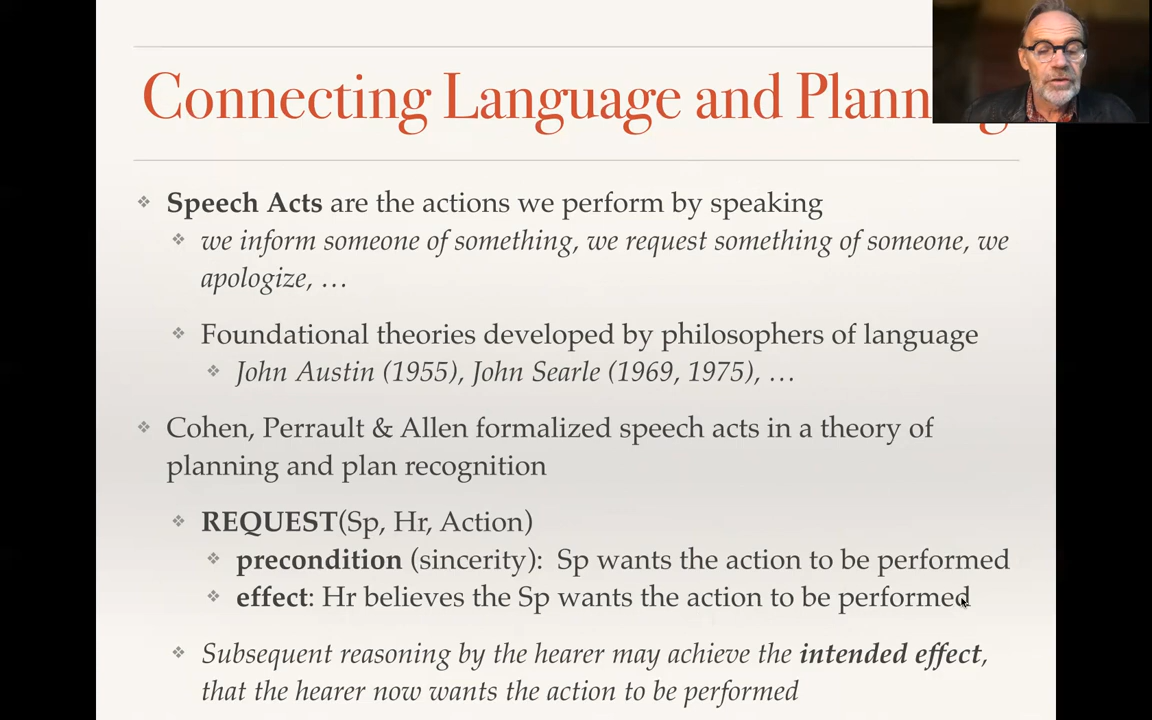 Connecting Language and Plann g
❖ Speech Acts are the actions we perform by speaking
❖ we inform someone of something, we request something of someone, we
apologize, …
❖ Foundational theories developed by philosophers of language
❖ John Austin (1955), John Searle (1969, 1975), …
❖ Cohen, Perrault & Allen formalized speech acts in a theory of
planning and plan recognition
❖ REQUEST(Sp, Hr, Action)
❖ precondition (sincerity): Sp wants the action to be performed
❖ effect: Hr believes the Sp wants the action to be performed
❖ Subsequent reasoning by the hearer may achieve the intended effect,
that the hearer now wants the action to be performed